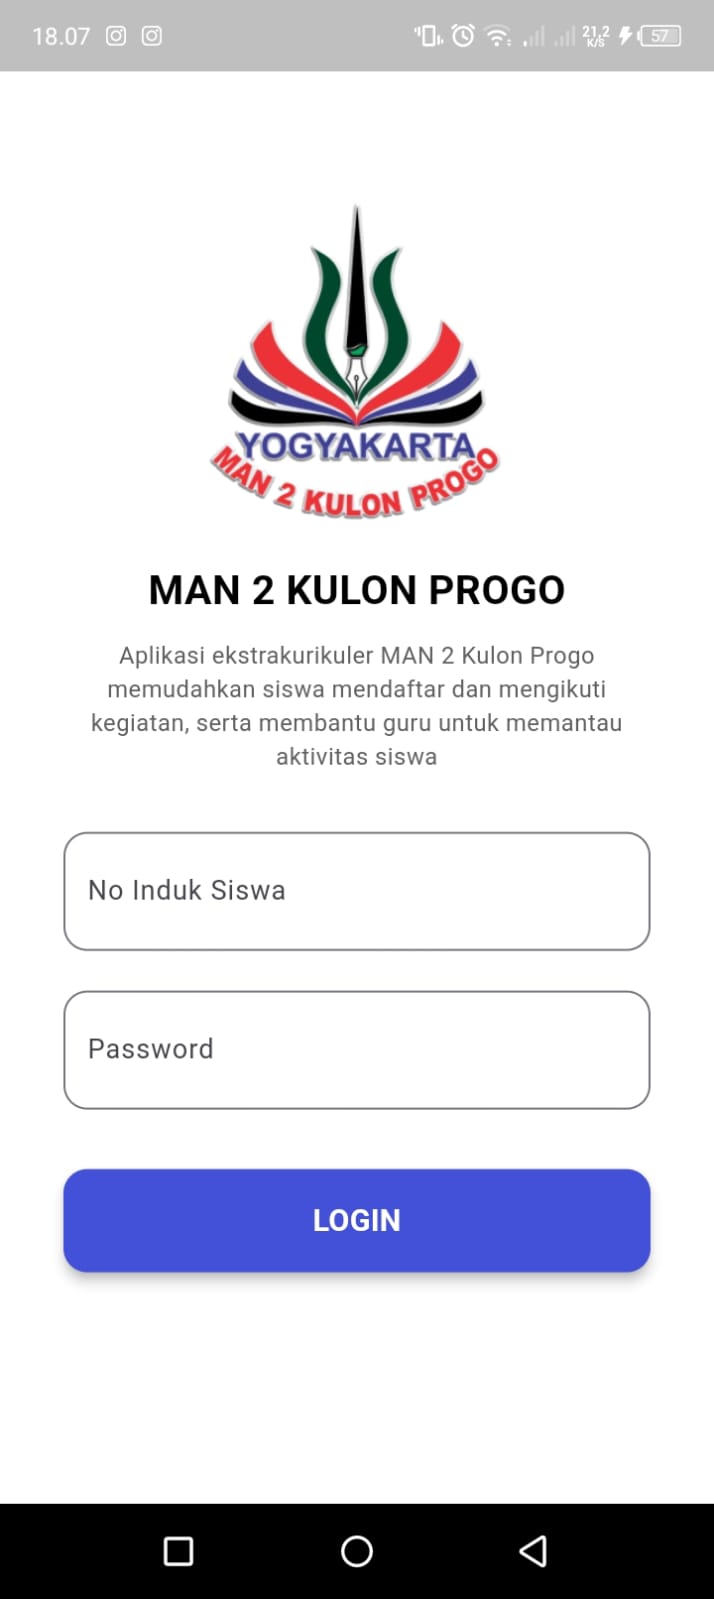 18.07
21,2
K/S
57
YOGYAKARTA
MAN 2 KULON PROGO
MAN 2 KULON PROGO
Aplikasi ekstrakurikuler MAN 2 Kulon Progo
memudahkan siswa mendaftar dan mengikuti
kegiatan, serta membantu guru untuk memantau
aktivitas siswa
No Induk Siswa
Password
LOGIN